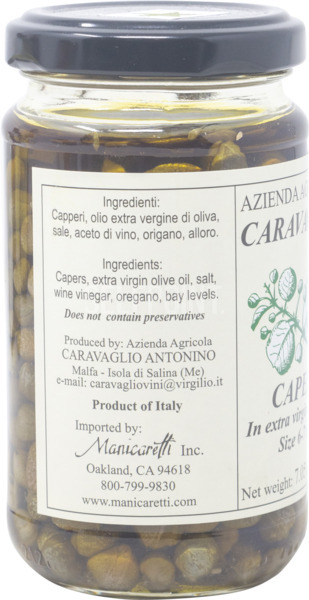 Ingredienti:
Capperi, olio extra vergine di oliva,
sale, aceto di vino, origano, alloro.
Ingredients:
Capers, extra virgin olive oil, salt,
wine vinegar, oregano, bay levels.
Does not contain preservatives
Produced by: Azienda Agricola
CARAVAGLIO ANTONINO
Malfa - Isola di Salina (Me)
e-mail: caravagliovini@virgilio.it
Product of Italy
Imported by:
Manicaretti Inc.
Oakland, CA 94618
800-799-9830
www.manicaretti.com
AZIENDA
CARAVA
CAPE
In extra virg
Size
Net weight: 7.